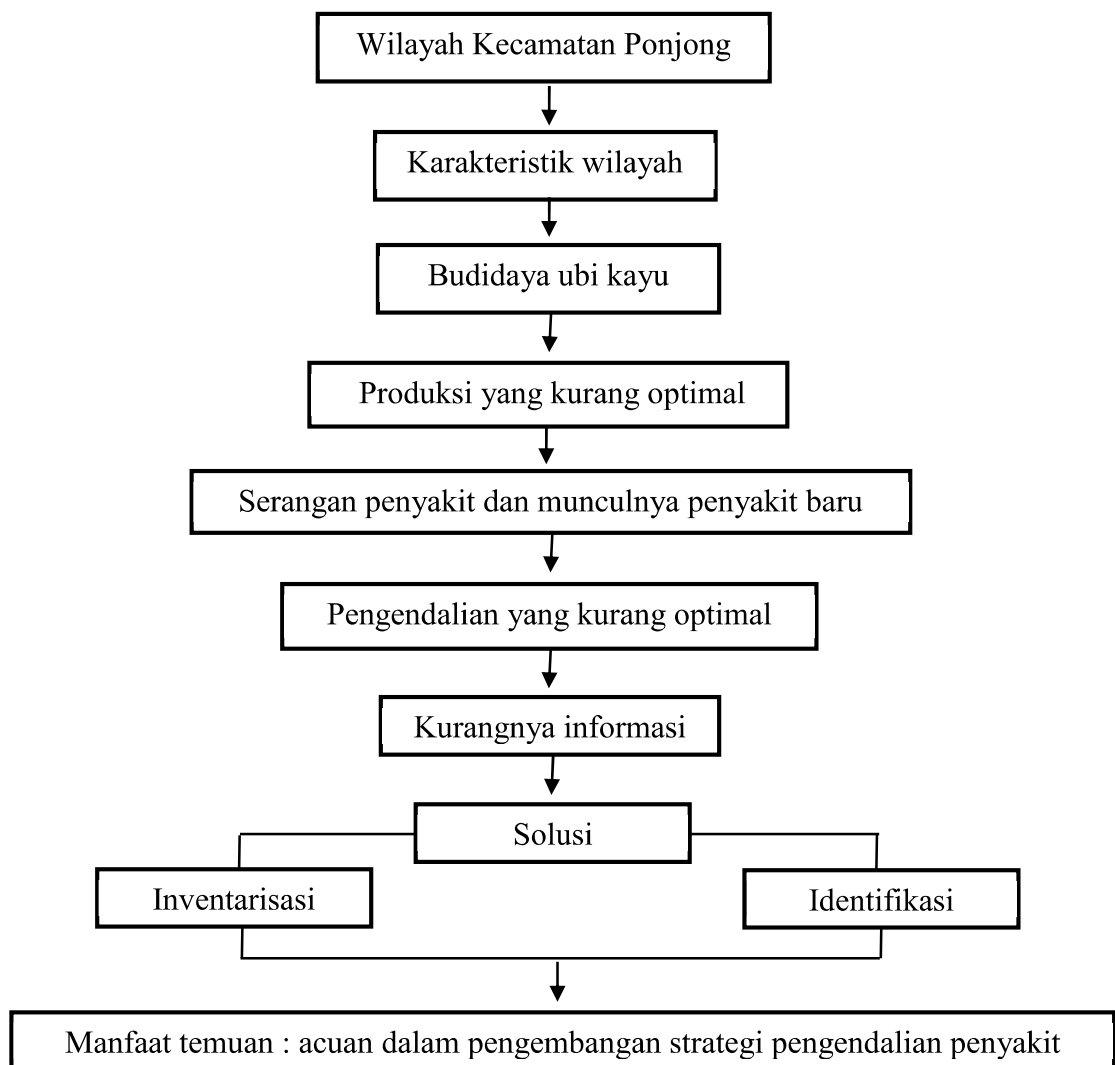 Wilayah Kecamatan Ponjong
Karakteristik wilayah
Budidaya ubi kayu
Produksi yang kurang optimal
Serangan penyakit dan munculnya penyakit baru
Pengendalian yang kurang optimal
Kurangnya informasi
Solusi
Inventarisasi
Identifikasi
Manfaat temuan : acuan dalam pengembangan strategi pengendalian penyakit